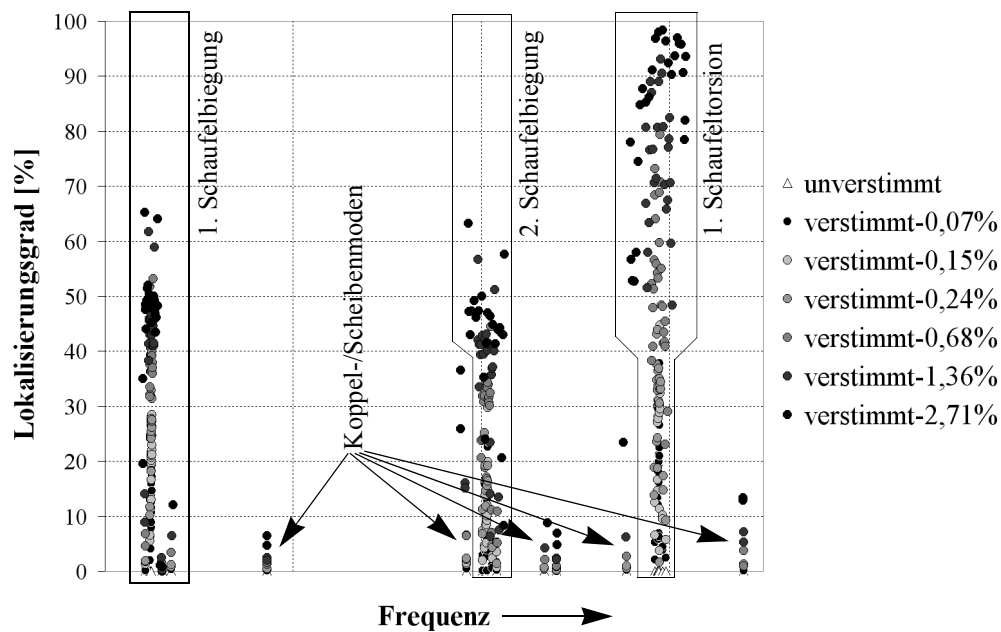 100
90
80
70
60
50
40
30
20
10
0
Lokalisierungsgrad [%]
1. Schaufelbiegung
Koppel-/Scheibenmoden
2. Schaufelbiegung
1. Schaufeltorsion
Frequenz
unverstimmt
verstimmt-0,07%
verstimmt-0,15%
verstimmt-0,24%
verstimmt-0,68%
verstimmt-1,36%
verstimmt-2,71%